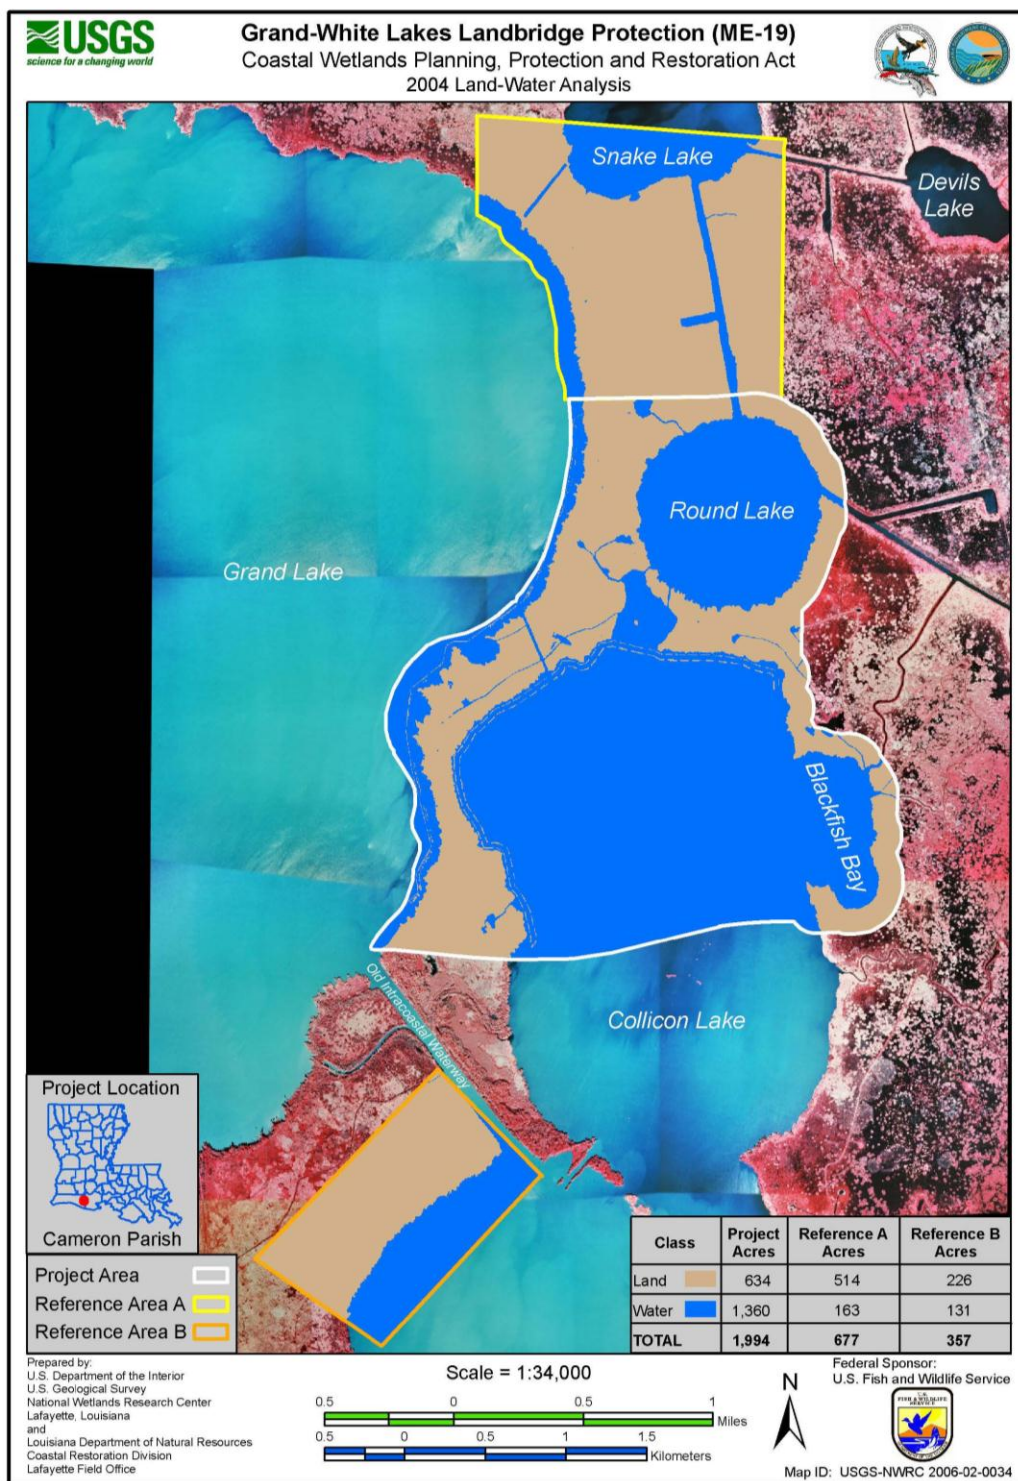 USGS
science for a changing world
Grand-White Lakes Landbridge Protection (ME-19)
Coastal Wetlands Planning, Protection and Restoration Act
2004 Land-Water Analysis
Snake Lake
Devils
Lake
Round Lake
Grand Lake
Blackfish Bay
Old Intracoastal Waterway
Collicon Lake
Project Location
Cameron Parish
Project Area
Reference Area A
Reference Area B
Class Project Acres Reference A Acres Reference B Acres
Land 634 514 226
Water 1,360 163 131
TOTAL 1,994 677 357
Prepared by:
U.S. Department of the Interior
U.S. Geological Survey
National Wetlands Research Center
Lafayette, Louisiana
and
Louisiana Department of Natural Resources
Coastal Restoration Division
Lafayette Field Office
Scale = 1:34,000
0.5 0 0.5 1
Miles
0.5 0 0.5 1 1.5
Kilometers
N
Federal Sponsor:
U.S. Fish and Wildlife Service
U.S.
FISH & WILDLIFE
SERVICE
Map ID: USGS-NWRC 2006-02-0034